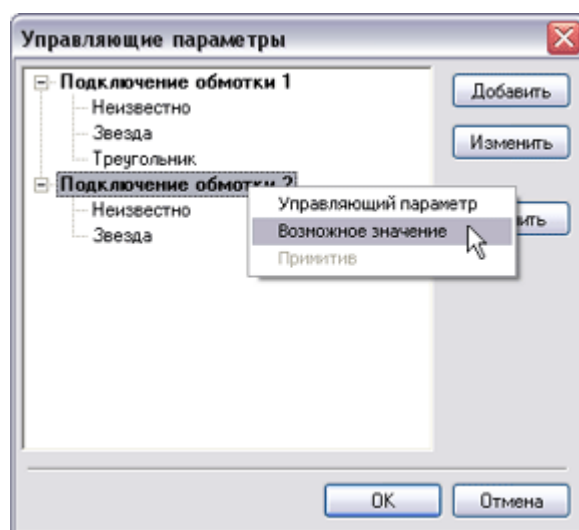 Управляющие параметры
Подключение обмотки 1
Неизвестно
Звезда
Треугольник
Подключение обмотки 2
Неизвестно
Звезда
Добавить
Изменить
ить
Управляющий параметр
Возможное значение
Примитив
OK
Отмена